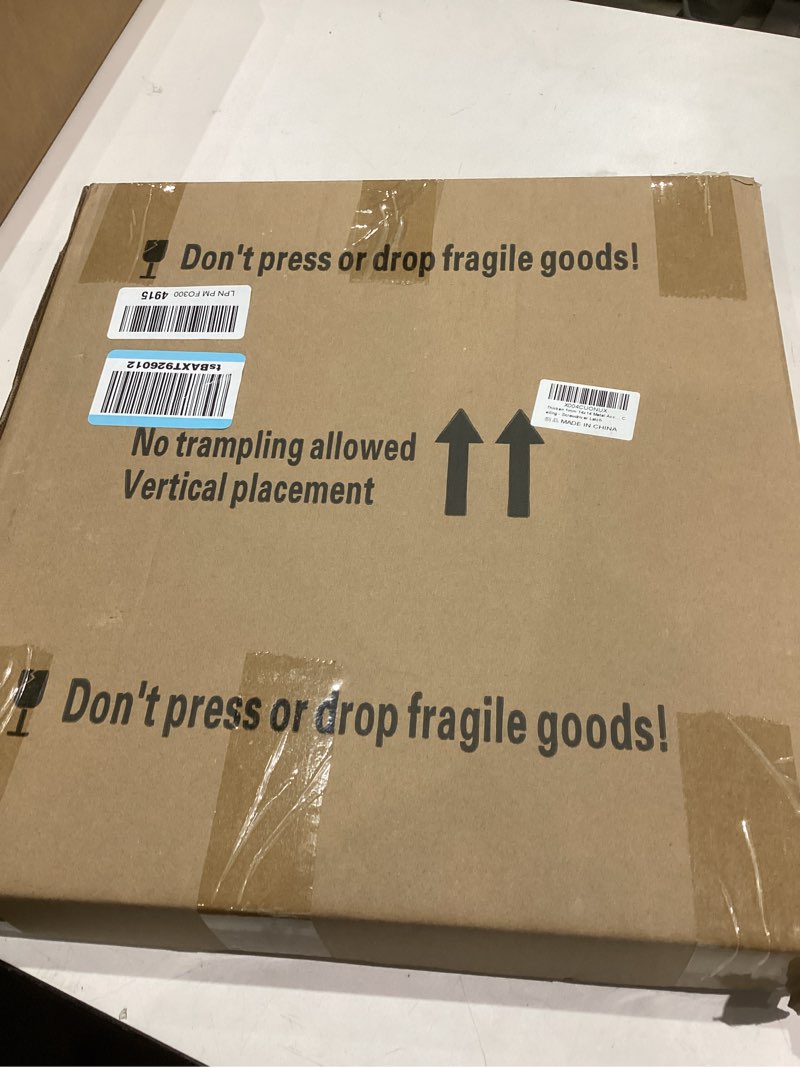 Don't press or drop fragile goods!
LPN PM FO300 4915
tsBAXT926012
X004CUONUX
MADE IN CHINA
No trampling allowed
Vertical placement
Don't press or drop fragile goods!